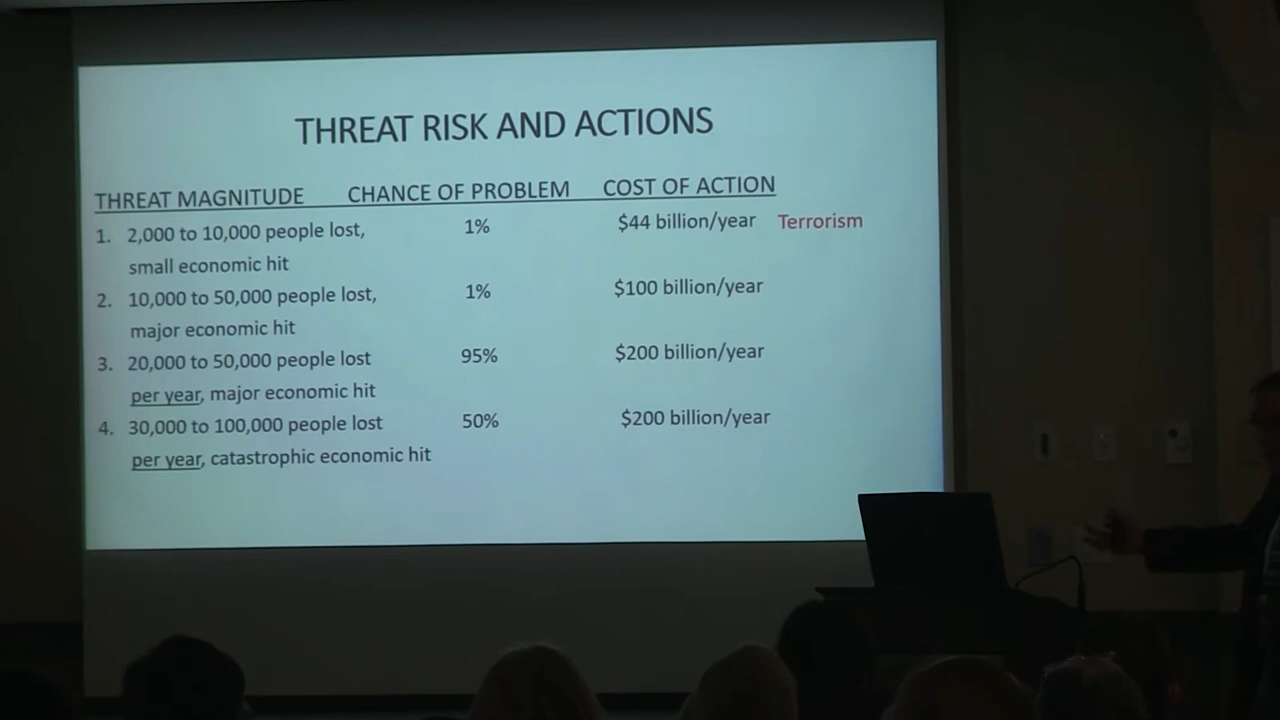 THREAT RISK AND ACTIONS
THREAT MAGNITUDE CHANCE OF PROBLEM COST OF ACTION
1. 2,000 to 10,000 people lost, 1% $44 billion/year Terrorism
small economic hit
2. 10,000 to 50,000 people lost, 1% $100 billion/year
major economic hit
3. 20,000 to 50,000 people lost 95% $200 billion/year
per year, major economic hit
4. 30,000 to 100,000 people lost 50% $200 billion/year
per year, catastrophic economic hit